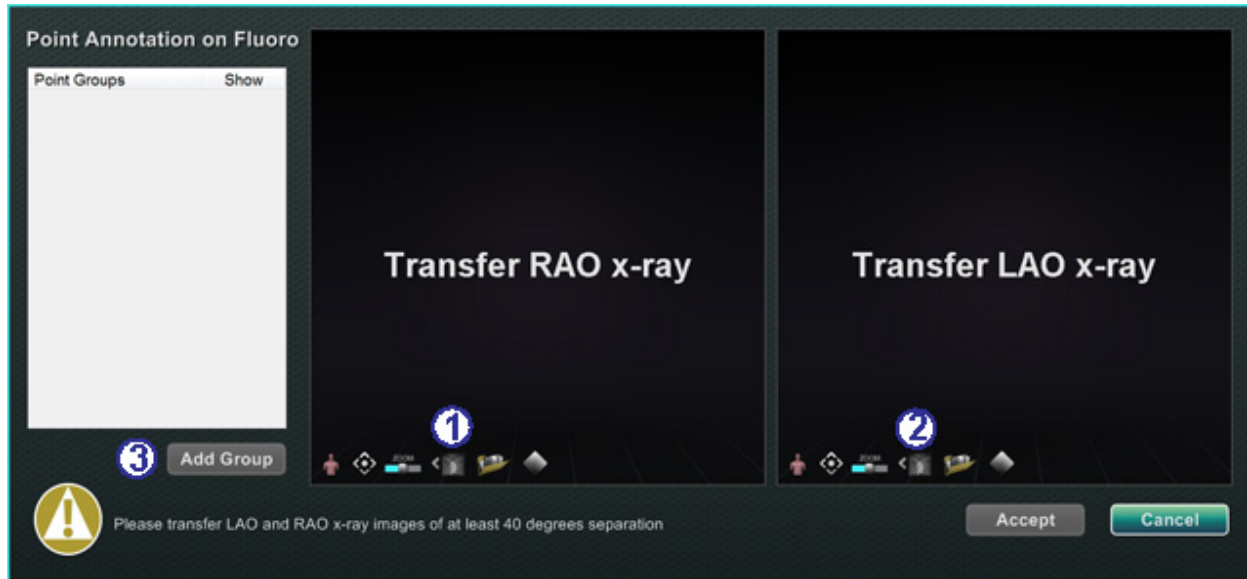 Point Annotation on Fluoro
Point Groups Show
Transfer RAO x-ray
Transfer LAO x-ray
1
2
ZOOM
ZOOM
3 Add Group
Please transfer LAO and RAO x-ray images of at least 40 degrees separation
Accept Cancel